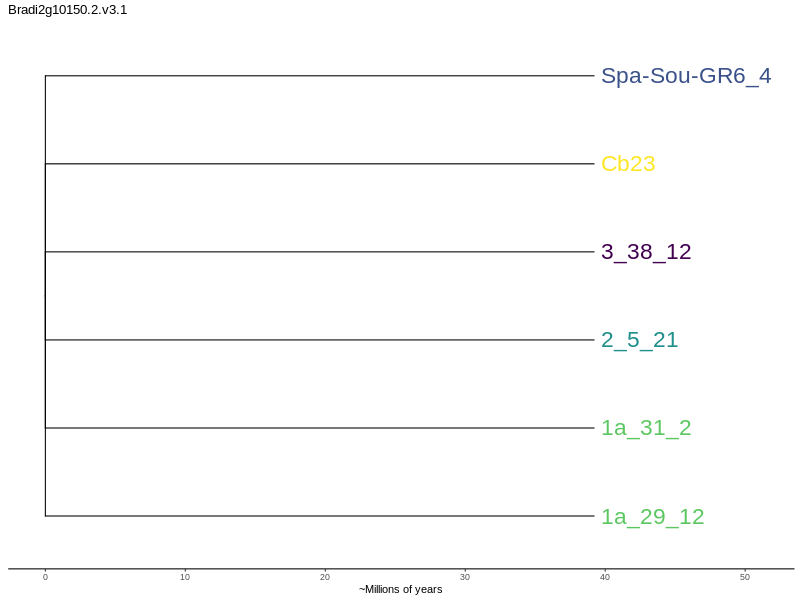 Bradi2g10150.2.v3.1
Spa-Sou-GR6_4
Cb23
3_38_12
2_5_21
1a_31_2
1a_29_12
0 10 20 30 40 50
~Millions of years